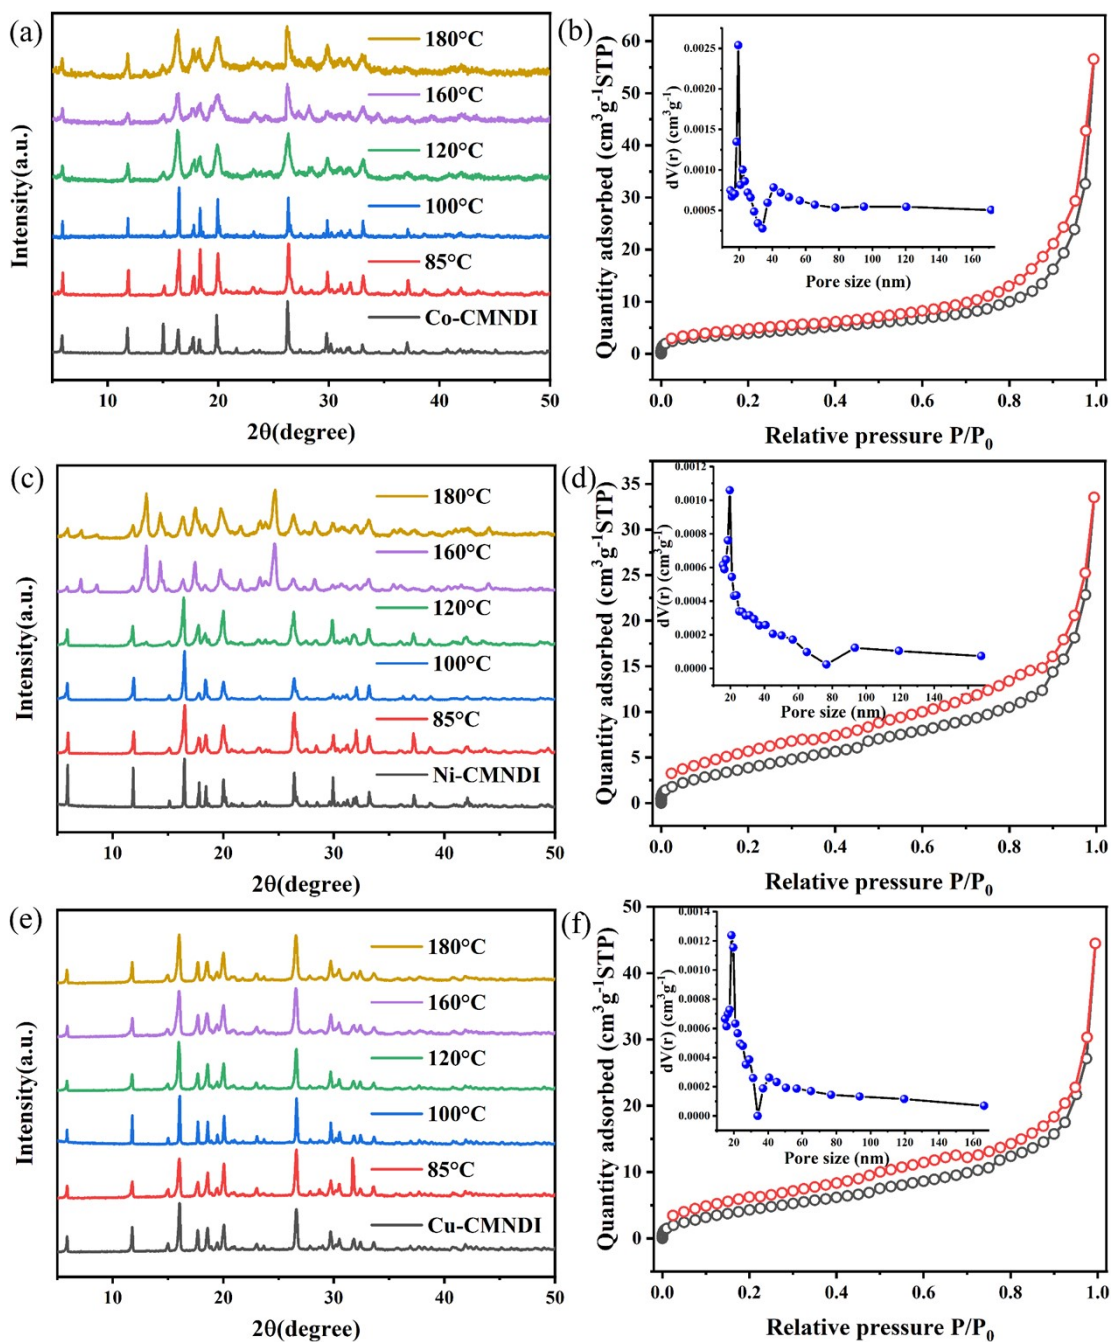 (a)
180°C
160°C
120°C
100°C
85°C
Co-CMNDI
Intensity(a.u.)
10 20 30 40 50
2θ(degree)
(b)
60
50
40
30
20
10
0
Quantity adsorbed (cm³g⁻¹STP)
0.0 0.2 0.4 0.6 0.8 1.0
Relative pressure P/P₀
0.0025
0.0020
0.0015
0.0010
0.0005
dV(r) (cm³g⁻¹)
20 40 60 80 100 120 140 160
Pore size (nm)
(c)
180°C
160°C
120°C
100°C
85°C
Ni-CMNDI
Intensity(a.u.)
10 20 30 40 50
2θ(degree)
(d)
35
30
25
20
15
10
5
0
Quantity adsorbed (cm³g⁻¹STP)
0.0 0.2 0.4 0.6 0.8 1.0
Relative pressure P/P₀
0.0012
0.0010
0.0008
0.0006
0.0004
0.0002
0.0000
dV(r) (cm³g⁻¹)
20 40 60 80 100 120 140 160
Pore size (nm)
(e)
180°C
160°C
120°C
100°C
85°C
Cu-CMNDI
Intensity(a.u.)
10 20 30 40 50
2θ(degree)
(f)
50
40
30
20
10
0
Quantity adsorbed (cm³g⁻¹STP)
0.0 0.2 0.4 0.6 0.8 1.0
Relative pressure P/P₀
0.0014
0.0012
0.0010
0.0008
0.0006
0.0004
0.0002
0.0000
dV(r) (cm³g⁻¹)
20 40 60 80 100 120 140 160
Pore size (nm)